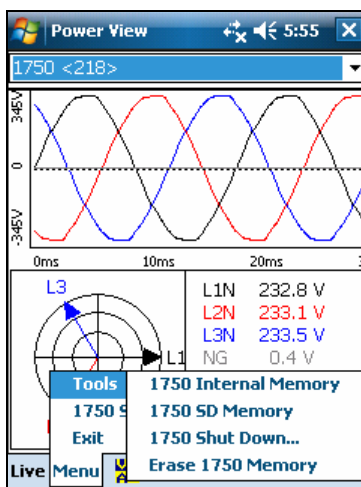 Power View 5:55
1750 <218>
345V
0
-345V
0ms 10ms 20ms
L3
L1
L1N 232.8 V
L2N 233.1 V
L3N 233.5 V
NG 0.4 V
Tools
1750 S
Exit
1750 Internal Memory
1750 SD Memory
1750 Shut Down...
Erase 1750 Memory
Live Menu